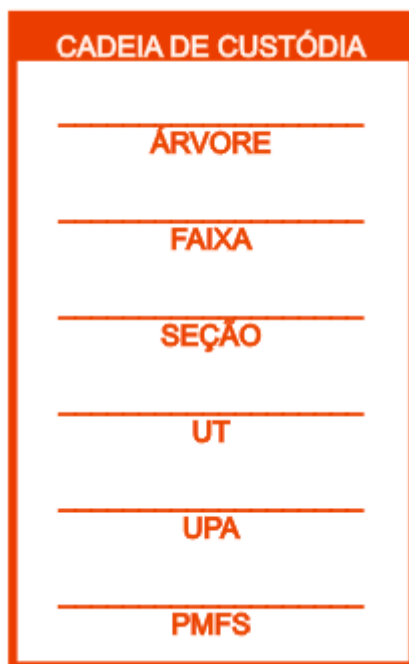 CADEIA DE CUSTÓDIA
ÁRVORE
FAIXA
SEÇÃO
UT
UPA
PMFS